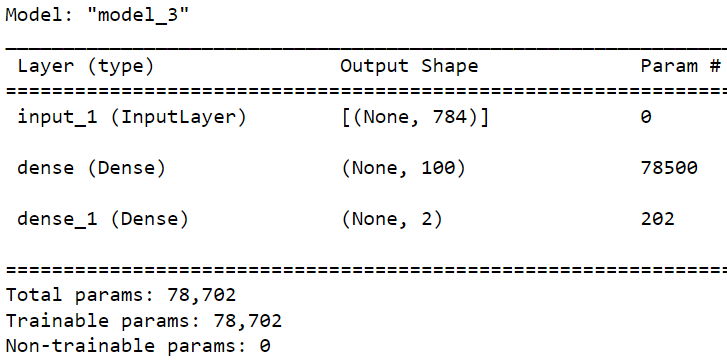 Model: "model_3"
_________________________________________________________________
Layer (type) Output Shape Param #
=================================================================
input_1 (InputLayer) [(None, 784)] 0
dense (Dense) (None, 100) 78500
dense_1 (Dense) (None, 2) 202
=================================================================
Total params: 78,702
Trainable params: 78,702
Non-trainable params: 0